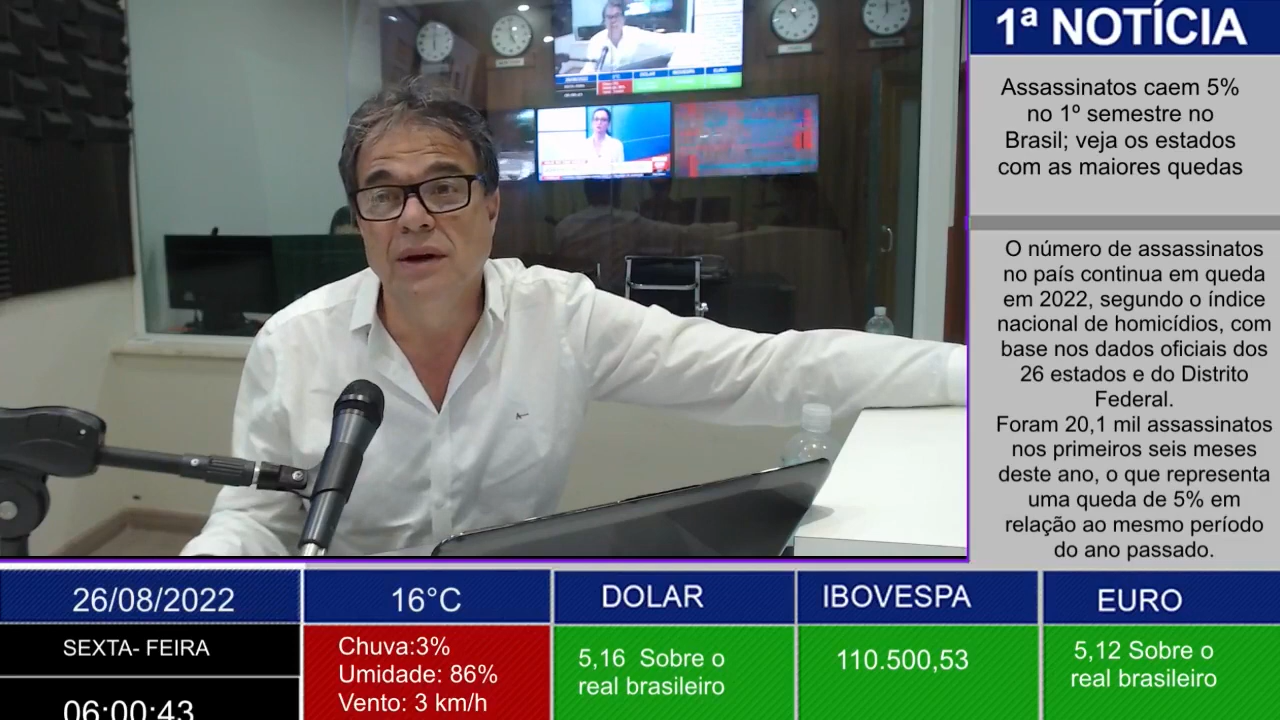 1ª NOTÍCIA
Assassinatos caem 5%
no 1º semestre no
Brasil; veja os estados
com as maiores quedas
O número de assassinatos
no país continua em queda
em 2022, segundo o índice
nacional de homicídios, com
base nos dados oficiais dos
26 estados e do Distrito
Federal.
Foram 20,1 mil assassinatos
nos primeiros seis meses
deste ano, o que representa
uma queda de 5% em
relação ao mesmo período
do ano passado.
26/08/2022
SEXTA- FEIRA
06:00:43
16°C
Chuva:3%
Umidade: 86%
Vento: 3 km/h
DOLAR
5,16 Sobre o
real brasileiro
IBOVESPA
110.500,53
EURO
5,12 Sobre o
real brasileiro